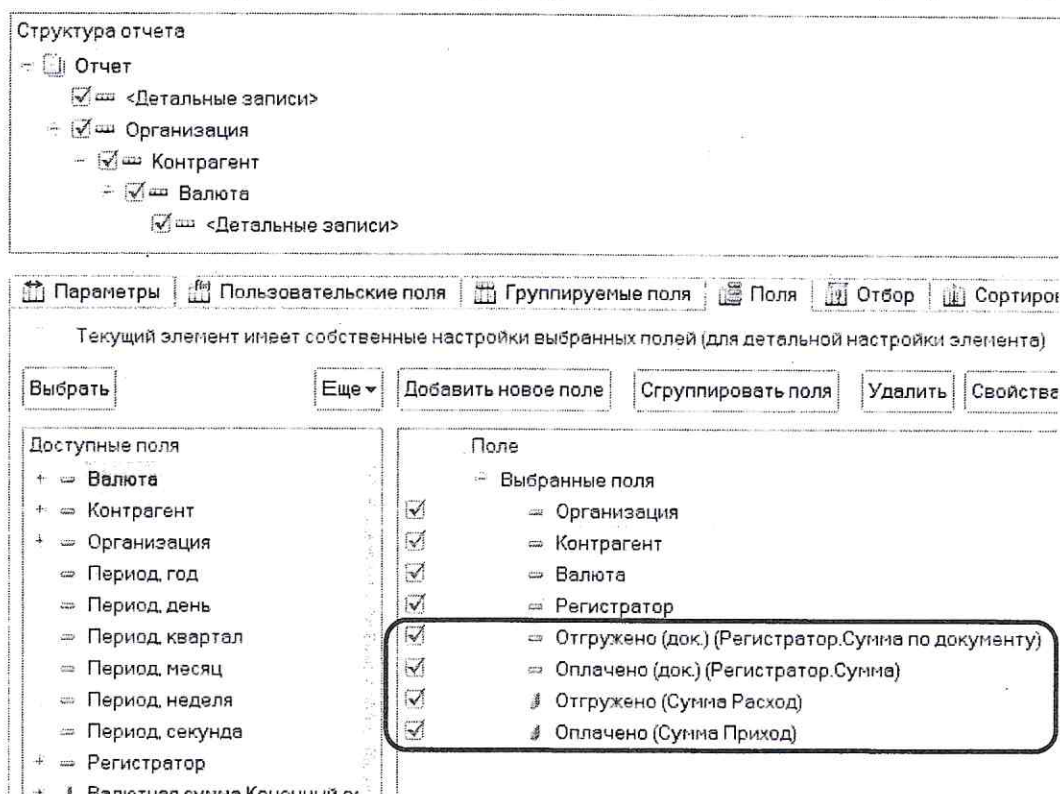 Структура отчета
Отчет
<Детальные записи>
Организация
Контрагент
Валюта
<Детальные записи>
Параметры Пользовательские поля Группируемые поля Поля Отбор Сортиров
Текущий элемент имеет собственные настройки выбранных полей (для детальной настройки элемента)
Выбрать Еще Добавить новое поле Сгруппировать поля Удалить Свойства
Доступные поля
Валюта
Контрагент
Организация
Период, год
Период, день
Период, квартал
Период, месяц
Период, неделя
Период, секунда
Регистратор
Валютная сумма Конечный
Поле
Выбранные поля
Организация
Контрагент
Валюта
Регистратор
Отгружено (док.) (Регистратор.Сумма по документу)
Оплачено (док.) (Регистратор.Сумма)
Отгружено (Сумма Расход)
Оплачено (Сумма Приход)